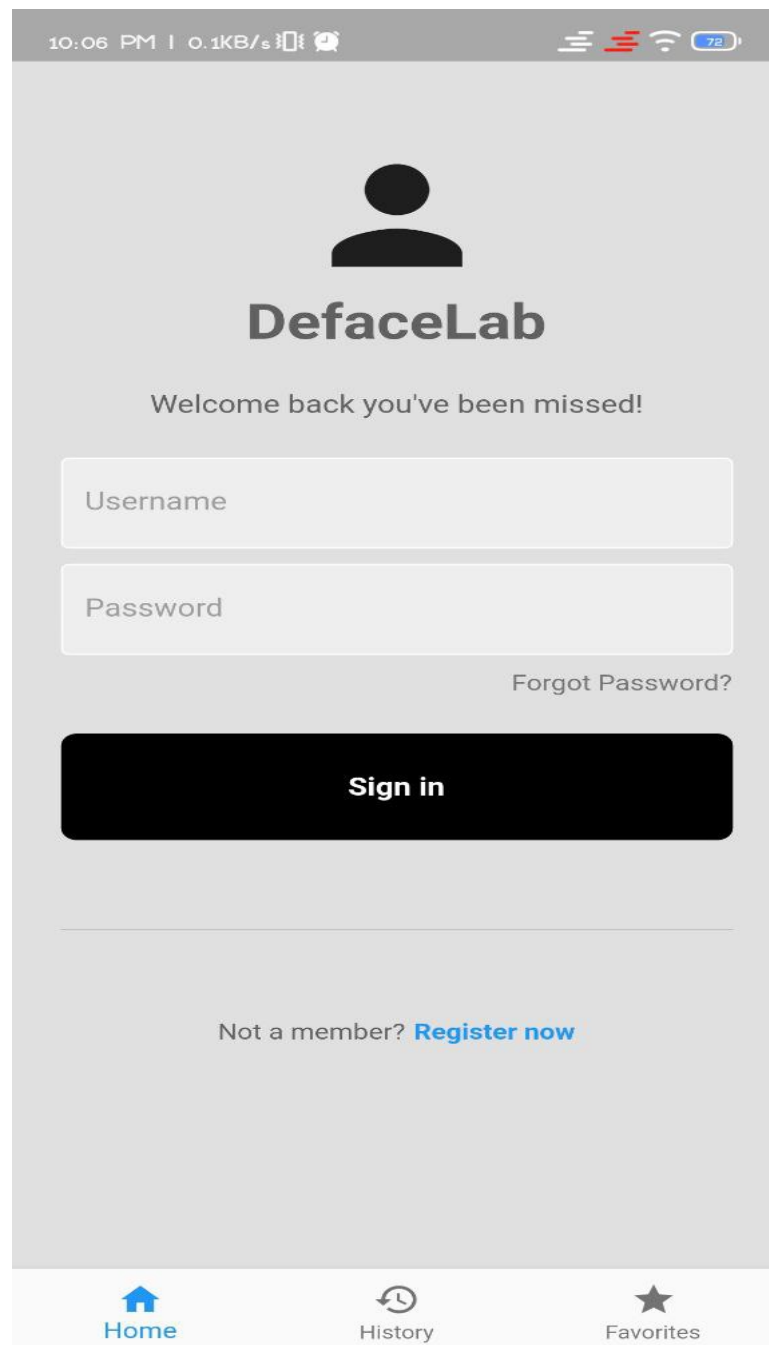 10:06 PM | 0.1KB/s 72
DefaceLab
Welcome back you've been missed!
Username
Password
Forgot Password?
Sign in
Not a member? Register now
Home History Favorites